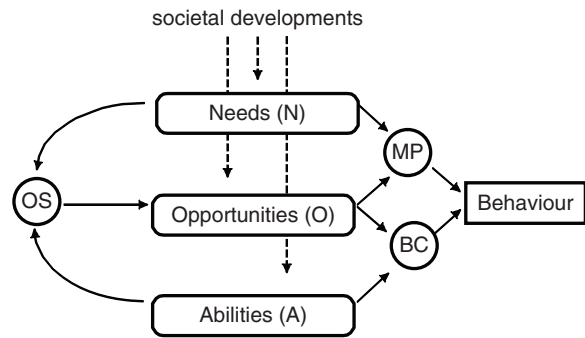 societal developments
Needs (N)
MP
OS
Opportunities (O)
Behaviour
BC
Abilities (A)